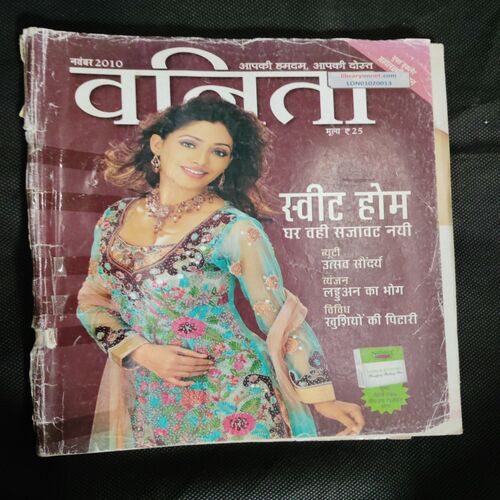 नवंबर 2010
आपकी हमदम, आपकी दोस्त
वनिता
libraryonnet.com
LON01020013
मूल्य ₹ 25
स्वीट होम
घर वही सजावट नयी
ब्यूटी
उत्सव सौंदर्य
व्यंजन
लड्डुअन का भोग
विविध
खुशियों की पिटारी